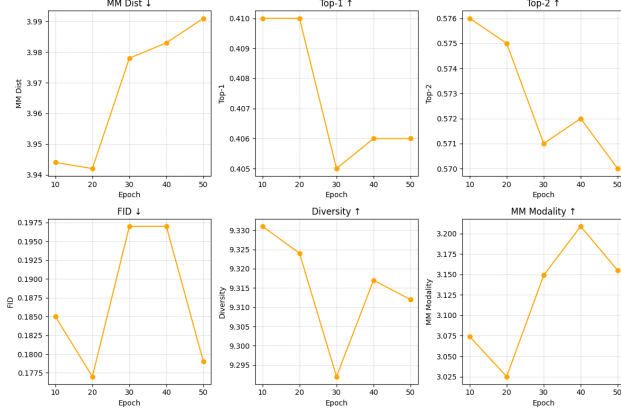 MM Dist ↓
3.99
3.98
3.97
3.96
3.95
3.94
MM Dist
10 20 30 40 50
Epoch
Top-1 ↑
0.410
0.409
0.408
0.407
0.406
0.405
Top-1
10 20 30 40 50
Epoch
Top-2 ↑
0.576
0.575
0.574
0.573
0.572
0.571
0.570
Top-2
10 20 30 40 50
Epoch
FID ↓
0.1975
0.1950
0.1925
0.1900
0.1875
0.1850
0.1825
0.1800
0.1775
FID
10 20 30 40 50
Epoch
Diversity ↑
9.330
9.325
9.320
9.315
9.310
9.305
9.300
9.295
Diversity
10 20 30 40 50
Epoch
MM Modality ↑
3.200
3.175
3.150
3.125
3.100
3.075
3.050
3.025
MM Modality
10 20 30 40 50
Epoch